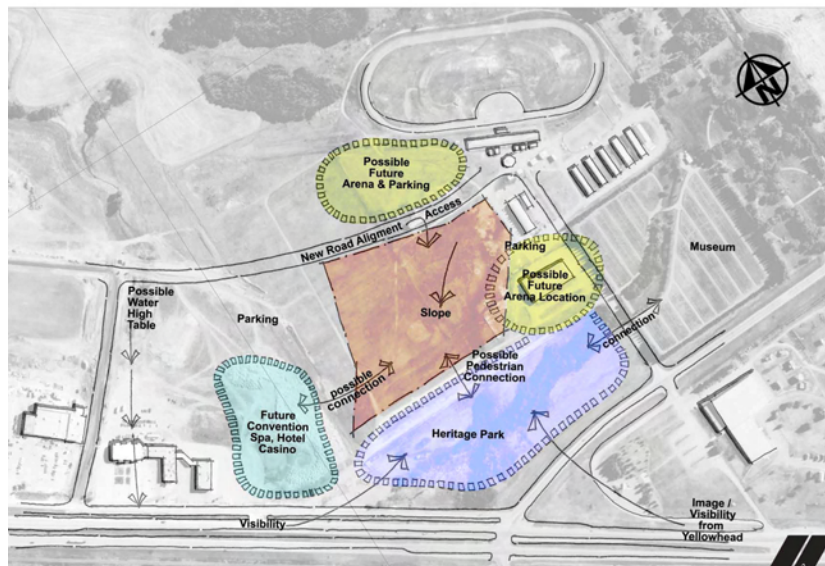 N
Possible
Future
Arena & Parking
Access
New Road Aligment
Parking
Museum
Possible
Future
Arena Location
Possible
Water
High
Table
Parking
Slope
connection
possible
connection
Possible
Pedestrian
Connection
Future
Convention
Spa, Hotel
Casino
Heritage Park
Visibility
Image /
Visibility
from
Yellowhead